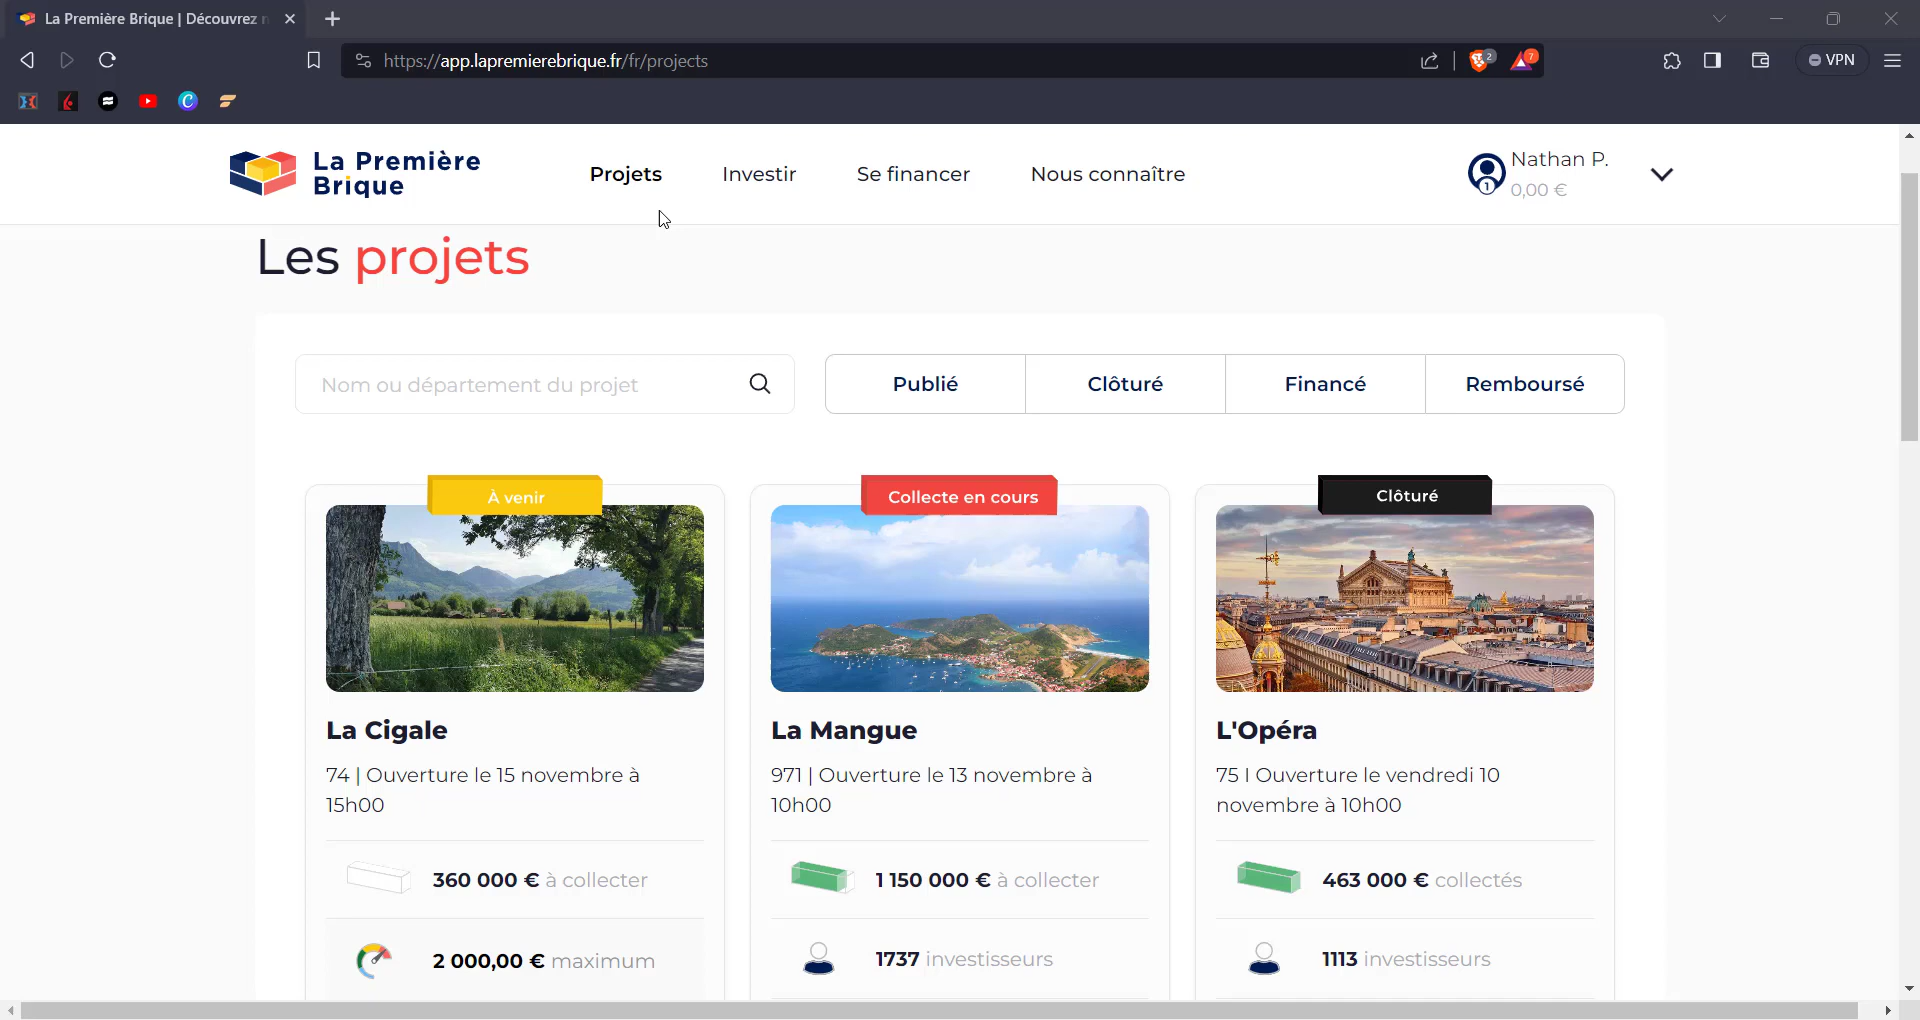 La Première Brique | Découvrez n
https://app.lapremierebrique.fr/fr/projects
2
7
VPN
La Première
Brique
Projets
Investir
Se financer
Nous connaître
1
Nathan P.
0,00 €
Les projets
Nom ou département du projet
Publié
Clôturé
Financé
Remboursé
À venir
Collecte en cours
Clôturé
La Cigale
74 | Ouverture le 15 novembre à
15h00
360 000 € à collecter
2 000,00 € maximum
La Mangue
971 | Ouverture le 13 novembre à
10h00
1 150 000 € à collecter
1737 investisseurs
L'Opéra
75 I Ouverture le vendredi 10
novembre à 10h00
463 000 € collectés
1113 investisseurs